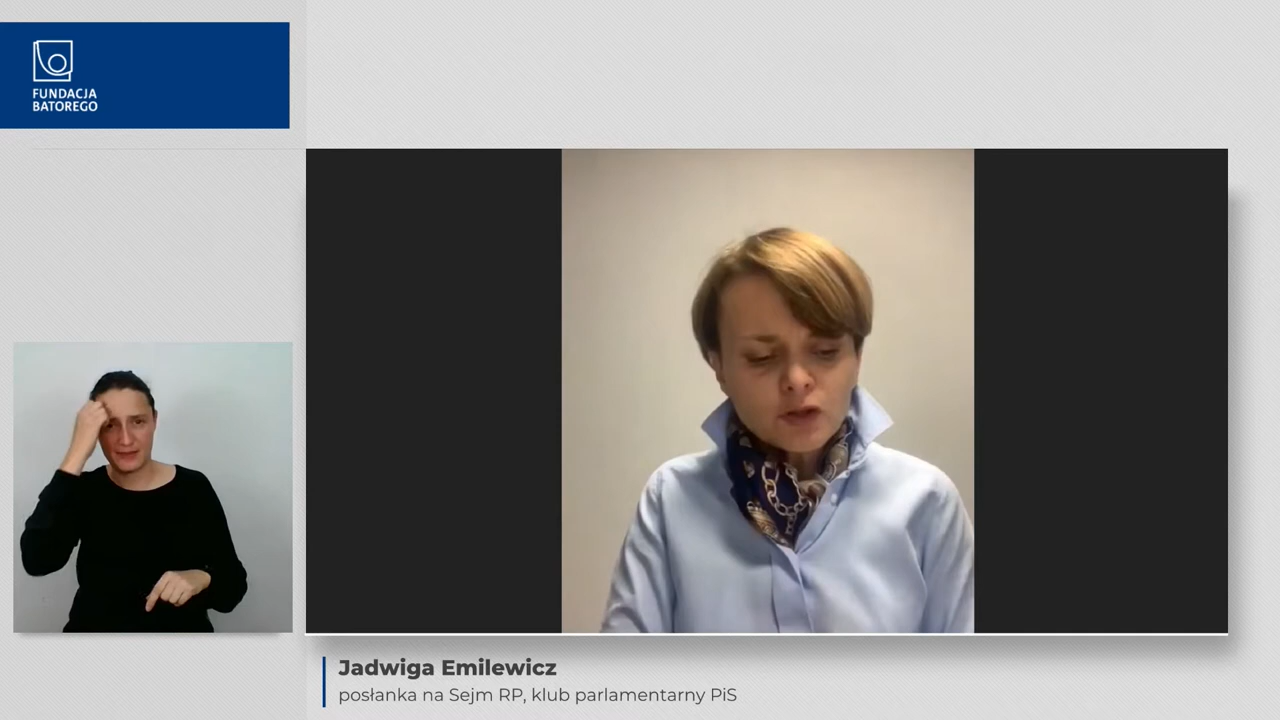 FUNDACJA
BATOREGO
Jadwiga Emilewicz
posłanka na Sejm RP, klub parlamentarny PiS